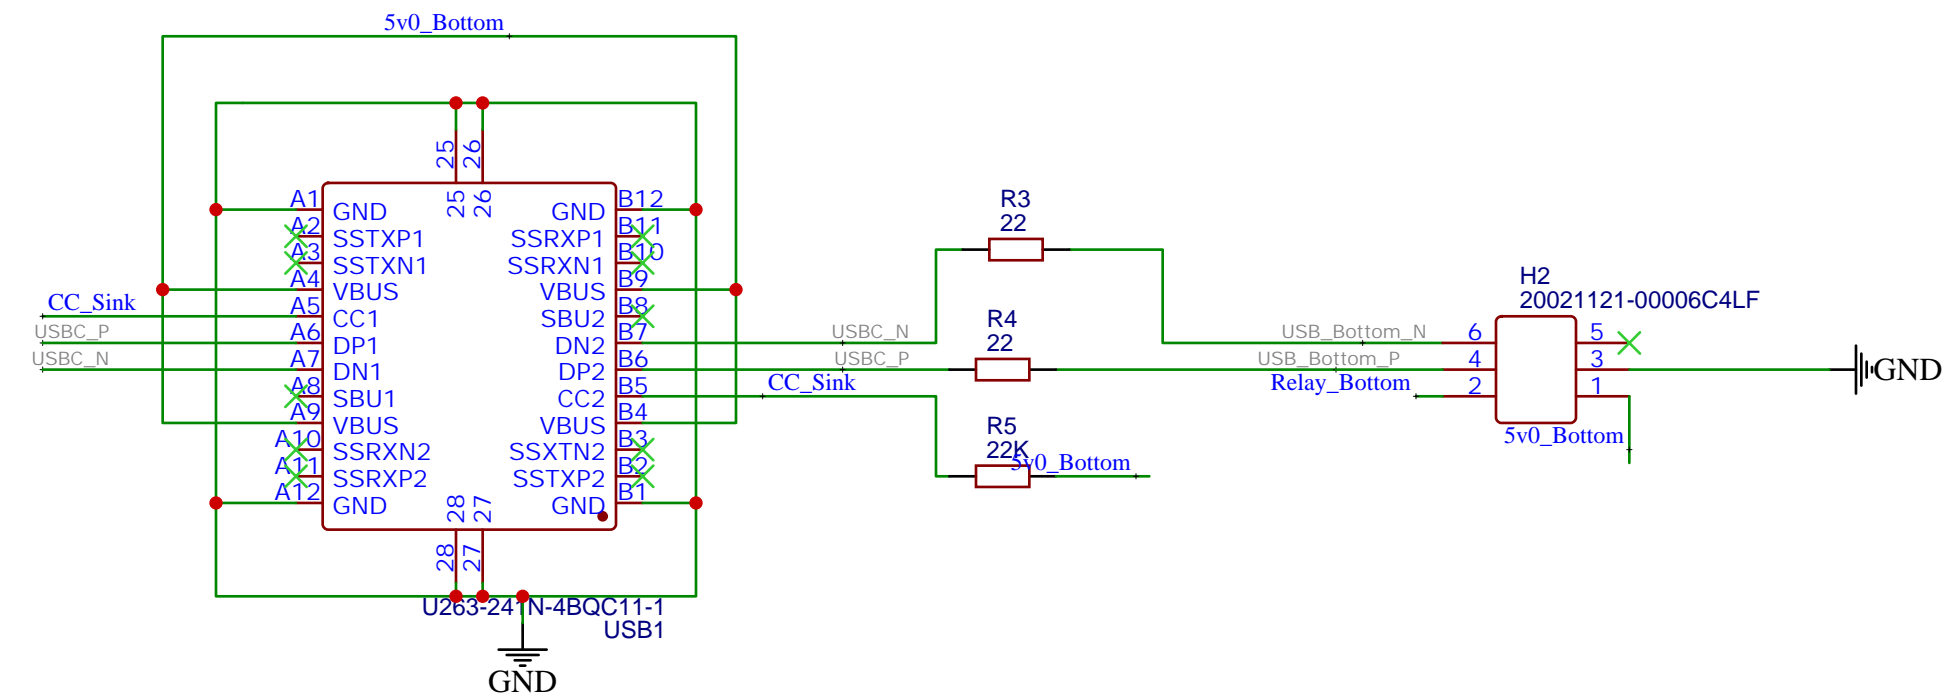 5v0_Bottom
25
26
25
26
A1
GND
GND
B12
A2
SSTXP1
SSRXP1
B11
A3
SSTXN1
SSRXN1
B10
A4
VBUS
VBUS
B9
CC_Sink
A5
CC1
SBU2
B8
USBC_P
A6
DP1
DN2
B7
USBC_N
USBC_N
A7
DN1
DP2
B6
USBC_P
A8
SBU1
CC2
B5
CC_Sink
A9
VBUS
VBUS
B4
A10
SSRXN2
SSXTN2
B3
A11
SSRXP2
SSTXP2
B2
A12
GND
GND
B1
28
27
28
27
U263-241N-4BQC11-1
USB1
GND
R3
22
R4
22
R5
22K
5v0_Bottom
H2
20021121-00006C4LF
USB_Bottom_N
6
5
USB_Bottom_P
4
3
Relay_Bottom
2
1
5v0_Bottom
GND